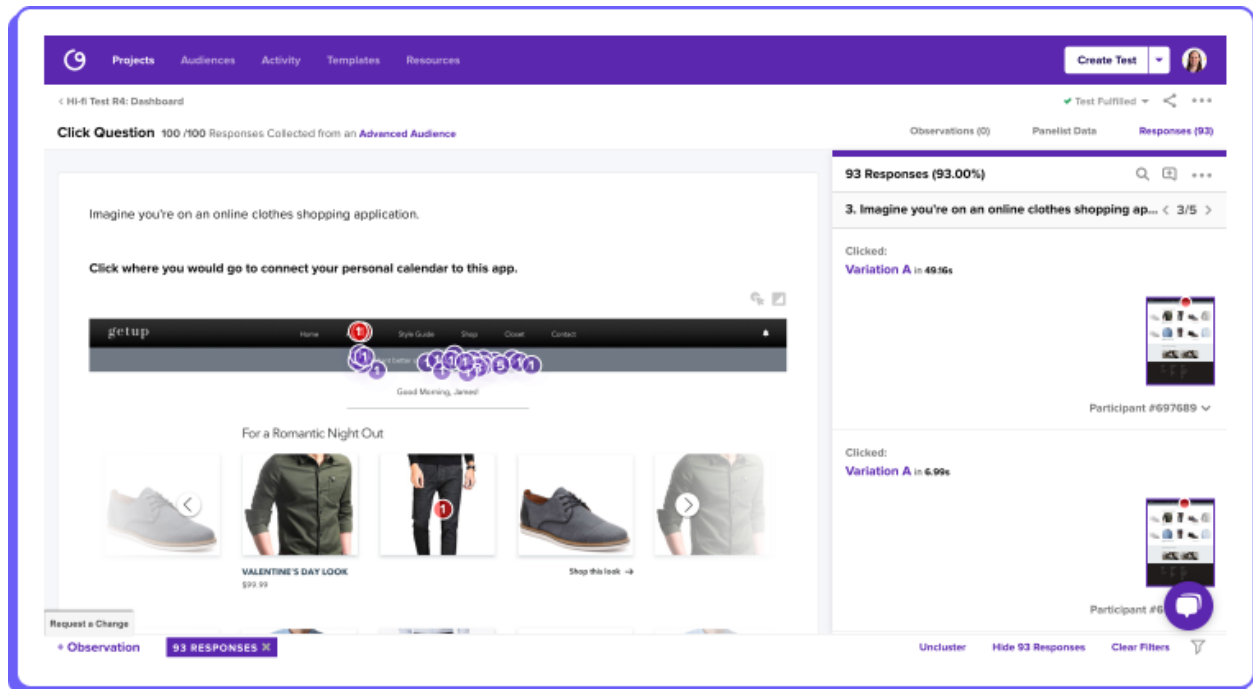 Projects Audiences Activity Templates Resources Create Test
< Hi-fi Test R4: Dashboard
Test Fulfilled
Click Question 100 /100 Responses Collected from an Advanced Audience
Observations (0) Panelist Data Responses (93)
93 Responses (93.00%)
3. Imagine you're on an online clothes shopping ap... < 3/5 >
Imagine you're on an online clothes shopping application.
Click where you would go to connect your personal calendar to this app.
Clicked:
Variation A in 49.16s
Participant #697689
Clicked:
Variation A in 6.99s
Participant #6
getup Home Style Guide Shop Closet Contact
Good Morning, James!
For a Romantic Night Out
VALENTINE'S DAY LOOK
$99.99
Shop this look →
Request a Change
+ Observation
93 RESPONSES ×
Uncluster Hide 93 Responses Clear Filters